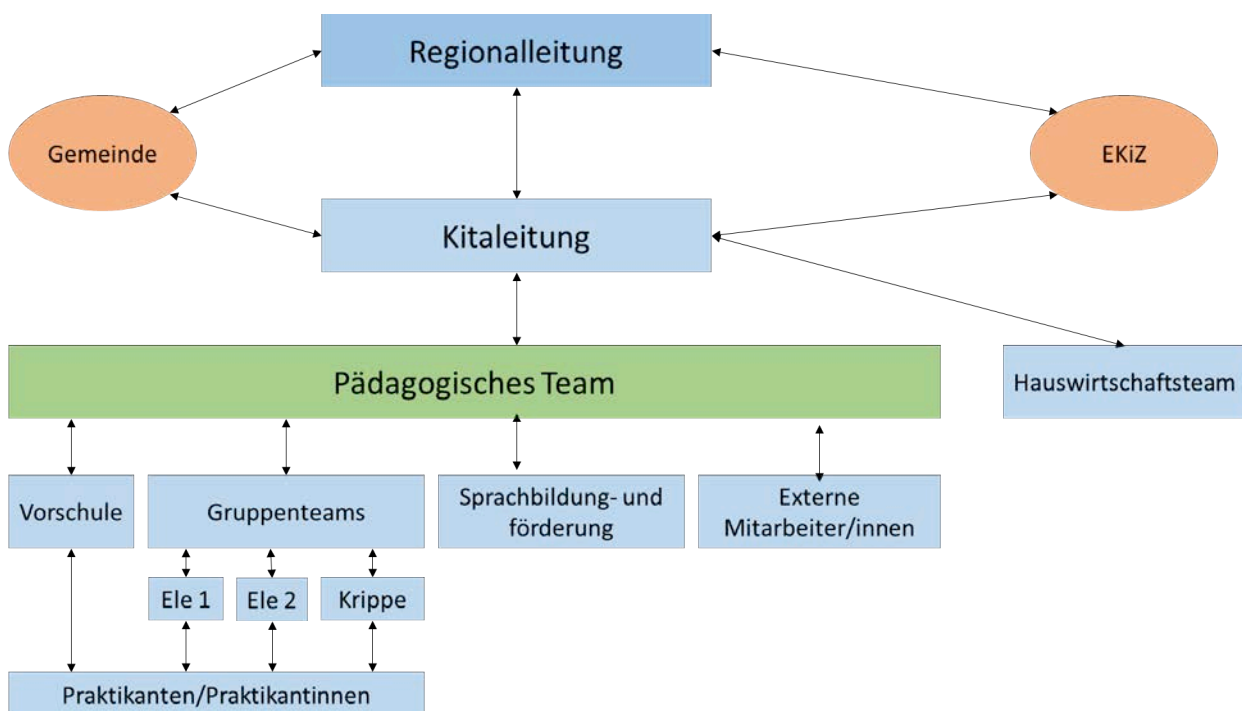 Regionalleitung
Gemeinde
EKiZ
Kitaleitung
Pädagogisches Team
Hauswirtschaftsteam
Vorschule
Gruppenteams
Sprachbildung- und
förderung
Externe
Mitarbeiter/innen
Ele 1
Ele 2
Krippe
Praktikanten/Praktikantinnen